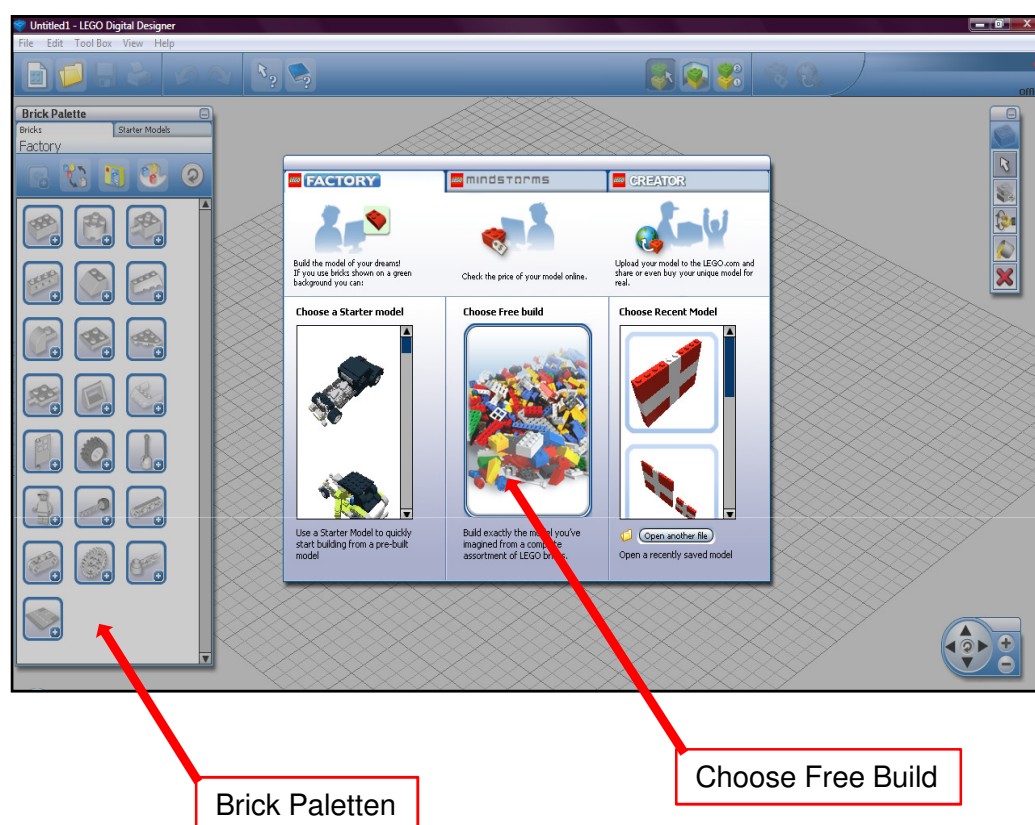 Untitled1 - LEGO Digital Designer
File Edit Tool Box View Help
Brick Palette
Bricks Starter Models
Factory
LEGO FACTORY LEGO mindstorms LEGO CREATOR
Build the model of your dreams!
If you use bricks shown on a green
background you can:
Check the price of your model online.
Upload your model to the LEGO.com and
share or even buy your unique model for
real.
Choose a Starter model
Choose Free build
Choose Recent Model
Use a Starter Model to quickly
start building from a pre-built
model
Build exactly the model you've
imagined from a complete
assortment of LEGO bricks.
Open another file
Open a recently saved model
Choose Free Build
Brick Paletten